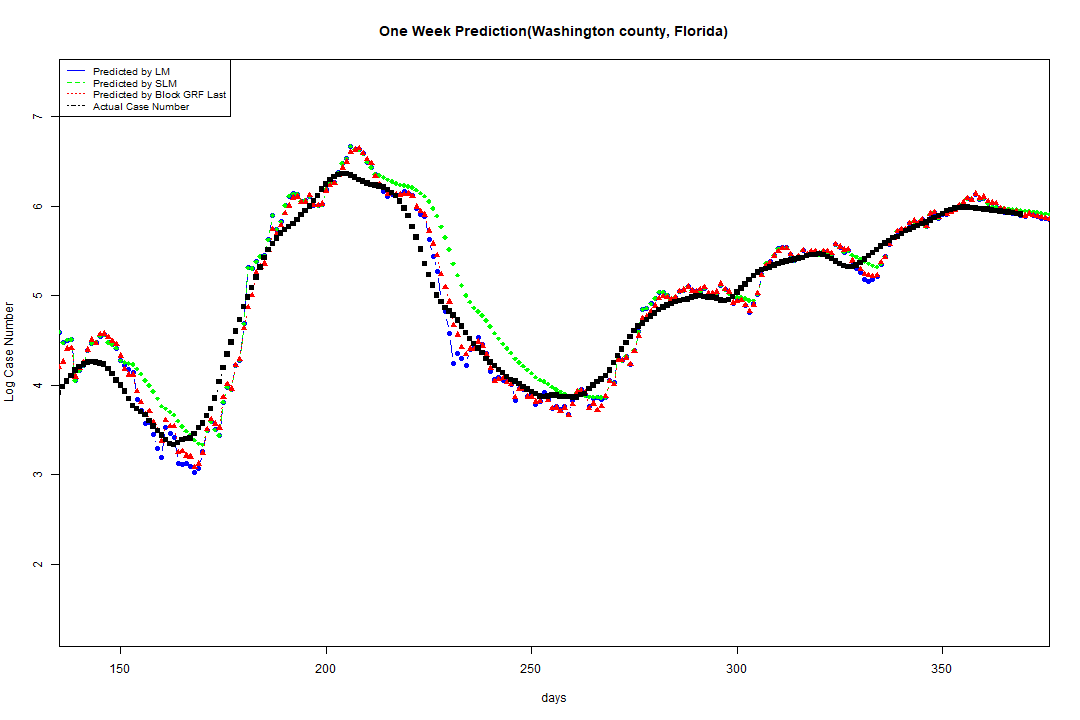 One Week Prediction(Washington county, Florida)
Predicted by LM
Predicted by SLM
Predicted by Block GRF Last
Actual Case Number
7
6
5
4
3
2
Log Case Number
150 200 250 300 350
days